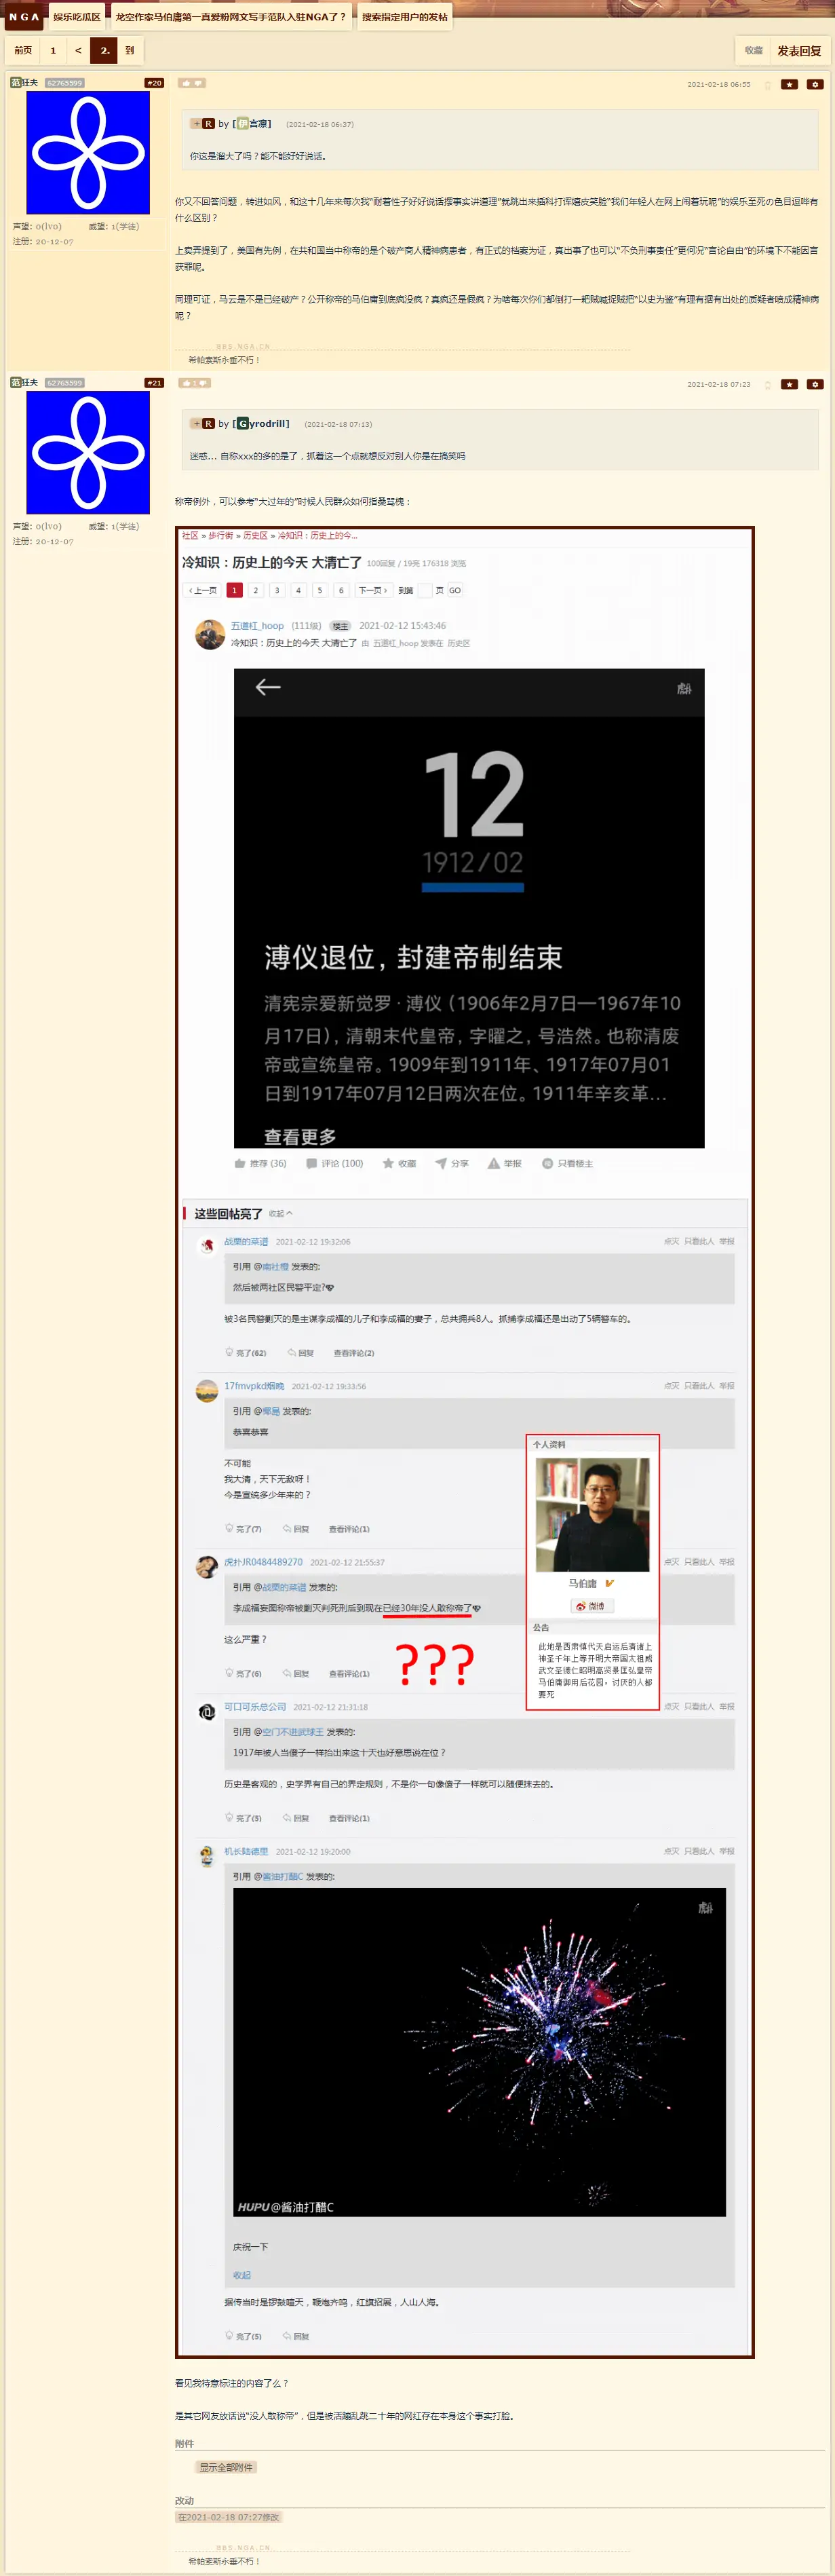 NGA 娱乐吃瓜区 龙空作家马伯庸第一真爱粉网文写手范队入驻NGA了？ 搜索指定用户的发帖
前页 1 < 2. 到 收藏 发表回复
范狂夫 62765599 #20
2021-02-18 06:55
声望: 0(lv0) 威望: 1(学徒)
注册: 20-12-07
+ R by [伊宫凛] (2021-02-18 06:37)
你这是溜大了吗？能不能好好说话。
你又不回答问题，转进如风，和这十几年来每次我"耐着性子好好说话摆事实讲道理"就跳出来插科打诨嬉皮笑脸"我们年轻人在网上闹着玩呢"的娱乐至死的色目逗哏有
什么区别？
上卖弄提到了，美国有先例，在共和国当中称帝的是个破产商人精神病患者，有正式的档案为证，真出事了也可以"不负刑事责任"更何况"言论自由"的环境下不能因言
获罪呢。
同理可证，马云是不是已经破产？公开称帝的马伯庸到底疯没疯？真疯还是假疯？为啥每次你们都倒打一耙贼喊捉贼把"以史为鉴"有理有据有出处的质疑者喷成精神病
呢？
BBS.NGA.CN
希帕索斯永垂不朽！
范狂夫 62765599 #21
1
2021-02-18 07:23
声望: 0(lv0) 威望: 1(学徒)
注册: 20-12-07
+ R by [Gyrodrill] (2021-02-18 07:13)
迷惑... 自称xxx的多的是了，抓着这一个点就想反对别人你是在搞笑吗
称帝例外，可以参考"大过年的"时候人民群众如何指桑骂槐：
社区 » 步行街 » 历史区 » 冷知识：历史上的今...
冷知识：历史上的今天 大清亡了 100回复 / 19亮 176318 浏览
‹ 上一页 1 2 3 4 5 6 下一页 › 到第 页 GO
五道杠_hoop (111级) 楼主 2021-02-12 15:43:46
冷知识：历史上的今天 大清亡了 由 五道杠_hoop 发表在 历史区
12
1912/02
溥仪退位，封建帝制结束
清宪宗爱新觉罗·溥仪（1906年2月7日—1967年10
月17日），清朝末代皇帝，字曜之，号浩然。也称清废
帝或宣统皇帝。1909年到1911年、1917年07月01
日到1917年07月12日两次在位。1911年辛亥革...
查看更多
推荐 (36) 评论 (100) 收藏 分享 举报 只看楼主
这些回帖亮了 收起
战栗的菜谱 2021-02-12 19:32:06 点灭 只看此人 举报
引用 @南社橙 发表的:
然后被两社区民警平定?
被3名民警剿灭的是主谋李成福的儿子和李成福的妻子，总共拥兵8人。抓捕李成福还是出动了5辆警车的。
亮了(62) 回复 查看评论(2)
17fmvpkd烟晚 2021-02-12 19:33:56 点灭 只看此人 举报
引用 @椰岛 发表的:
恭喜恭喜
不可能
我大清，天下无敌呀！
今是宣统多少年来的？
亮了(7) 回复 查看评论(1)
个人资料
马伯庸
微博
公告
此地是西肃慎代天启运后青诸上
神圣千年上等开明大帝国太祖威
武文圣德仁昭明高贤景匡弘皇帝
马伯庸御用后花园，讨厌的人都
要死
虎扑JR0484489270 2021-02-12 21:55:37 点灭 只看此人 举报
引用 @战栗的菜谱 发表的:
李成福妄图称帝被剿灭判死刑后到现在已经30年没人敢称帝了
这么严重？
???
亮了(6) 回复 查看评论(1)
可口可乐总公司 2021-02-12 21:31:18 点灭 只看此人 举报
引用 @空门不进武球王 发表的:
1917年被人当傻子一样抬出来这十天也好意思说在位？
历史是客观的，史学界有自己的界定规则，不是你一句像傻子一样就可以随便抹去的。
亮了(5) 回复 查看评论(1)
机长陆德里 2021-02-12 19:20:00 点灭 只看此人 举报
引用 @酱油打醋C 发表的:
HUPU @酱油打醋C
庆祝一下
收起
据传当时是锣鼓喧天，鞭炮齐鸣，红旗招展，人山人海。
亮了(5) 回复
看见我特意标注的内容了么？
是其它网友放话说"没人敢称帝"，但是被活蹦乱跳二十年的网红存在本身这个事实打脸。
附件
显示全部附件
改动
在2021-02-18 07:27修改
BBS.NGA.CN
希帕索斯永垂不朽！